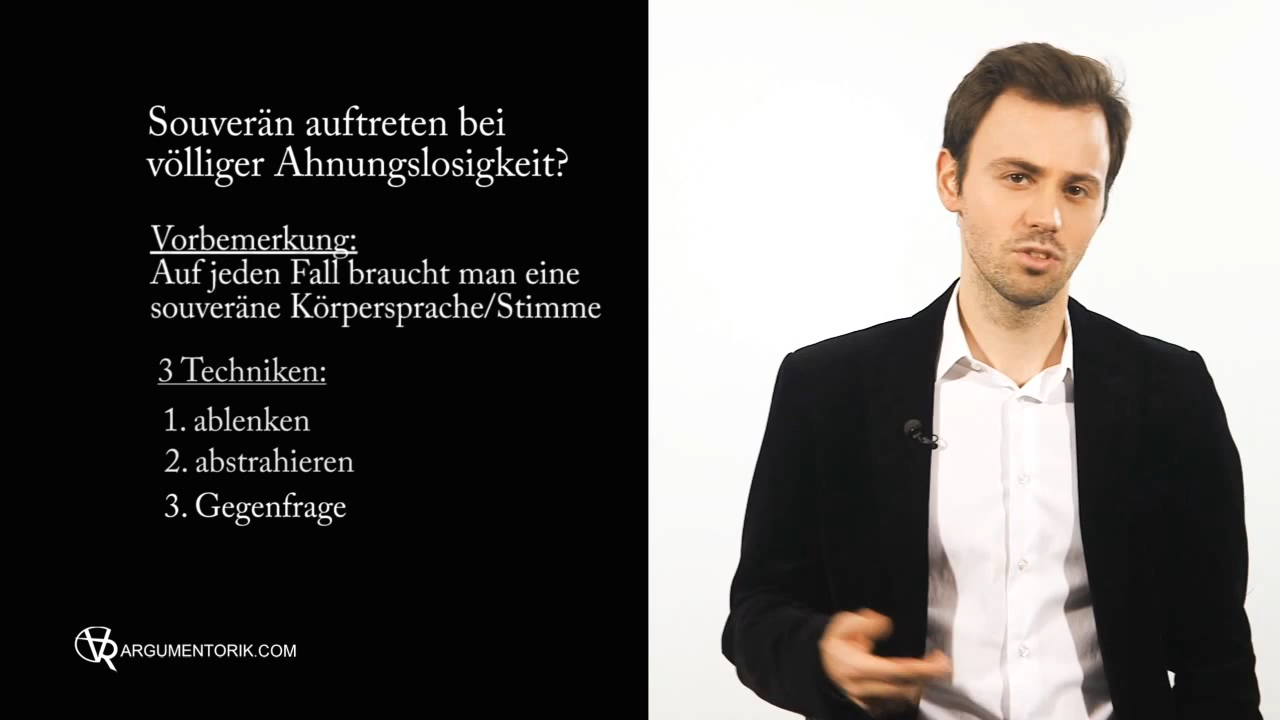 Souverän auftreten bei
völliger Ahnungslosigkeit?
Vorbemerkung:
Auf jeden Fall braucht man eine
souveräne Körpersprache/Stimme
3 Techniken:
1. ablenken
2. abstrahieren
3. Gegenfrage
ARGUMENTORIK.COM